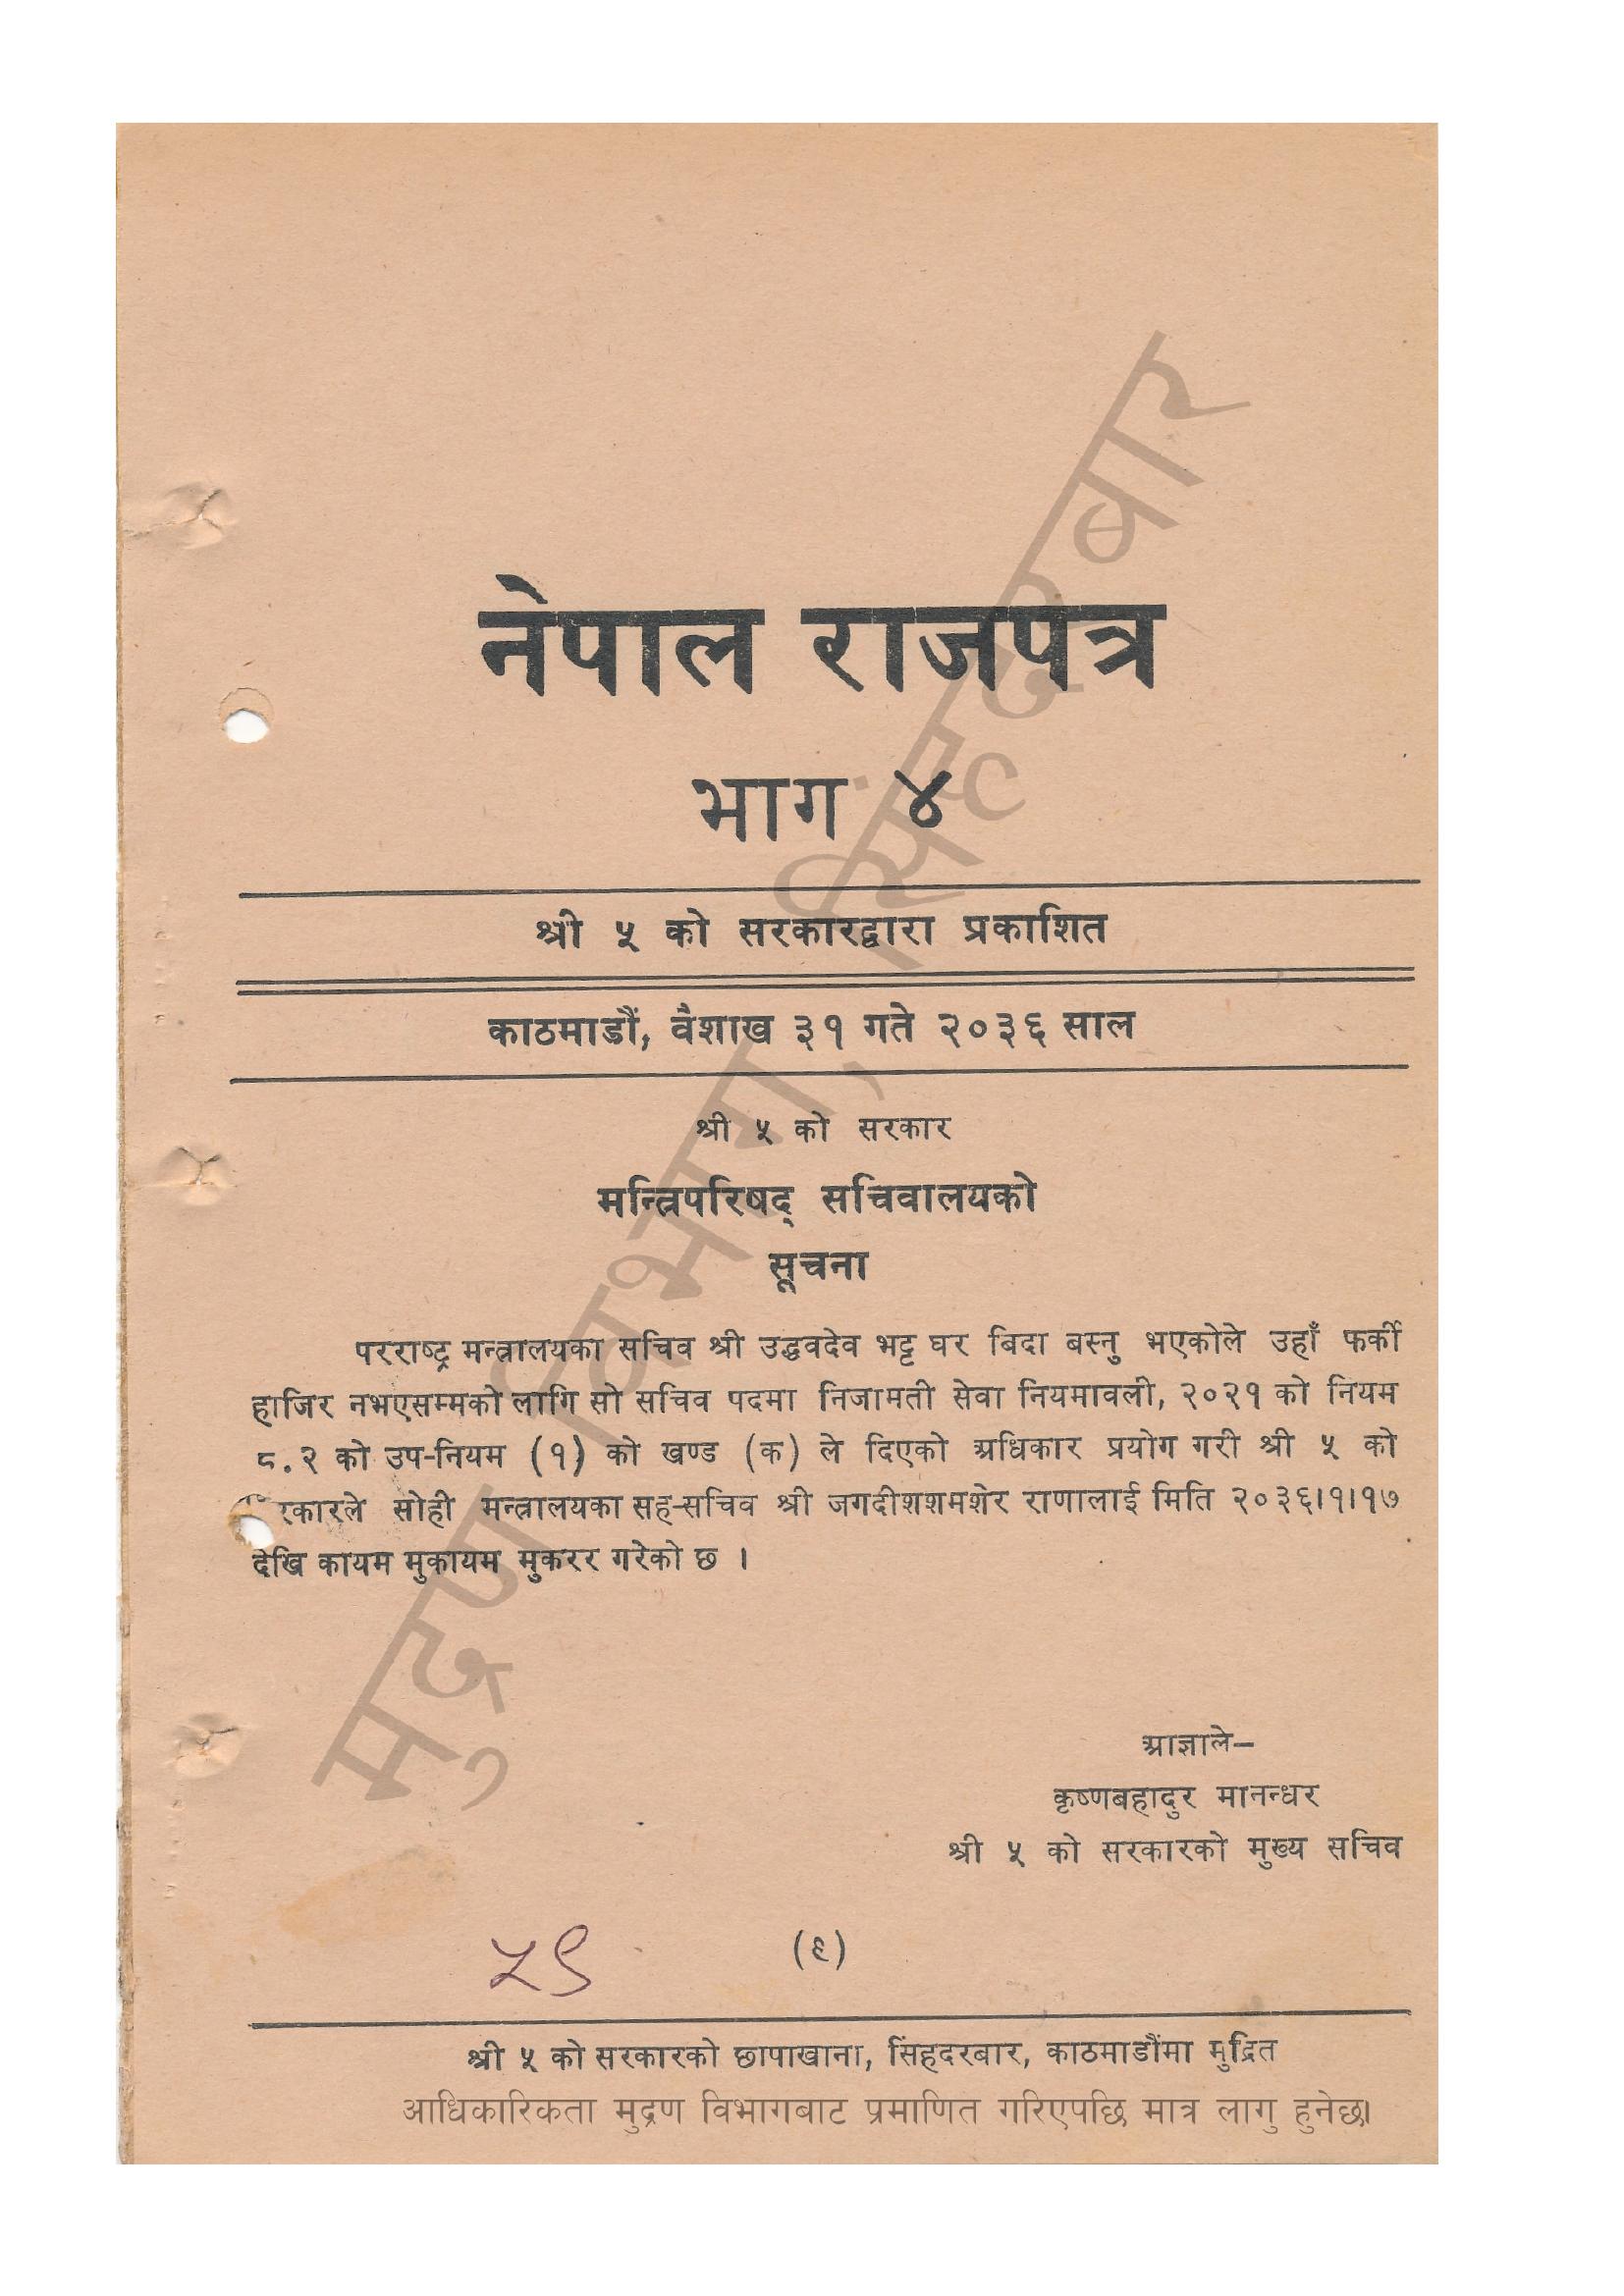 नेपाल राजपत्र
भाग ४
श्री ५ को सरकारद्वारा प्रकाशित
काठमाडौं, वैशाख ३१ गते २०३६ साल
श्री ५ को सरकार
मन्त्रिपरिषद् सचिवालयको
सूचना
परराष्ट्र मन्त्रालयका सचिव श्री उद्धवदेव भट्ट घर बिदा बस्नु भएकोले उहाँ फर्की
हाजिर नभएसम्मको लागि सो सचिव पदमा निजामती सेवा नियमावली, २०२१ को नियम
८.२ को उप-नियम (१) को खण्ड (क) ले दिएको अधिकार प्रयोग गरी श्री ५ को
रकारले सोही मन्त्रालयका सह-सचिव श्री जगदीशशमशेर राणालाई मिति २०३६।१।१७
देखि कायम मुकायम मुकरर गरेको छ ।
आज्ञाले–
कृष्णबहादुर मानन्धर
श्री ५ को सरकारको मुख्य सचिव
५९
(९)
श्री ५ को सरकारको छापाखाना, सिंहदरबार, काठमाडौंमा मुद्रित
आधिकारिकता मुद्रण विभागबाट प्रमाणित गरिएपछि मात्र लागु हुनेछ।
मुद्रण विभाग, सिंहदरबार